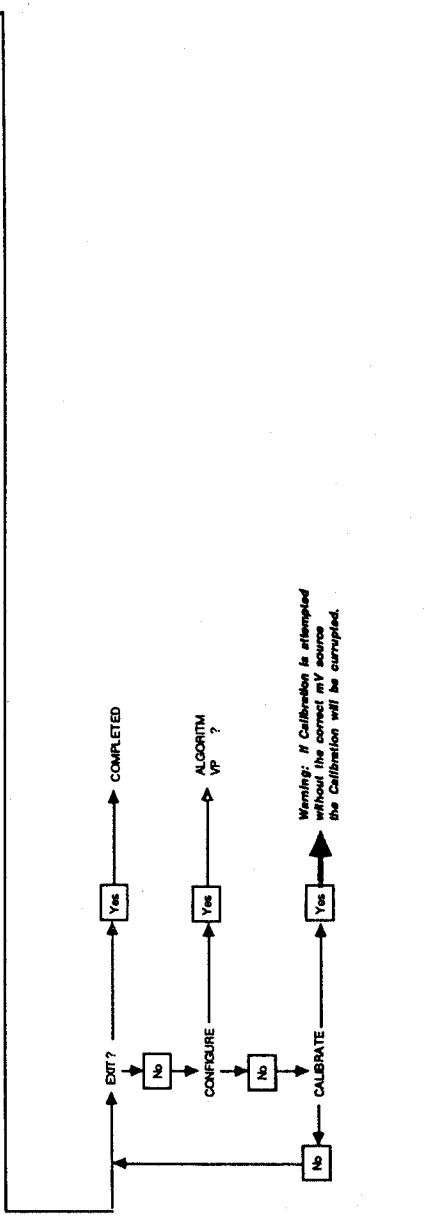 EXIT ?
Yes
COMPLETED
No
CONFIGURE
Yes
ALGORITM
VP ?
No
CALIBRATE
Yes
Warning: If Calibration is attempted
without the correct mV source
the Calibration will be currupted.
No